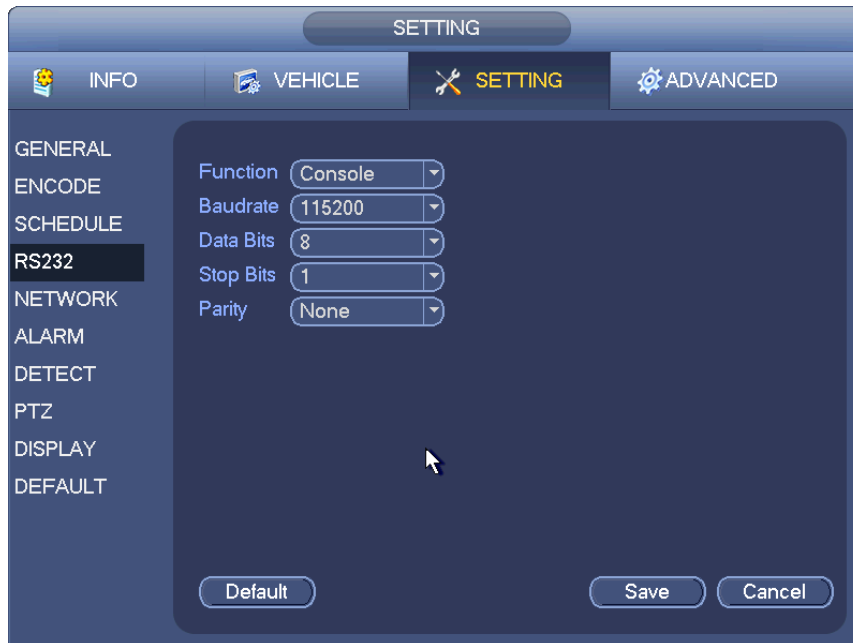 SETTING
INFO
VEHICLE
SETTING
ADVANCED
GENERAL
ENCODE
SCHEDULE
RS232
NETWORK
ALARM
DETECT
PTZ
DISPLAY
DEFAULT
Function Console
Baudrate 115200
Data Bits 8
Stop Bits 1
Parity None
Default
Save
Cancel